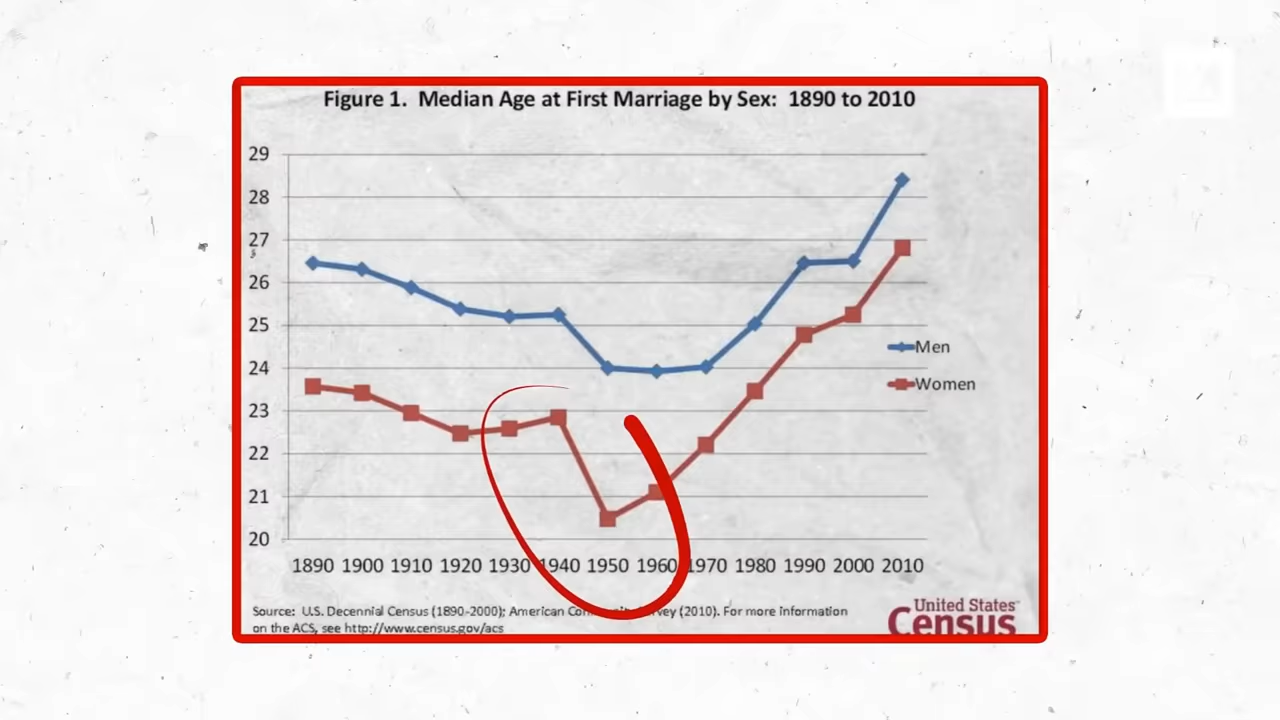 Figure 1. Median Age at First Marriage by Sex: 1890 to 2010
29
28
27
26
25
24
23
22
21
20
Men
Women
1890 1900 1910 1920 1930 1940 1950 1960 1970 1980 1990 2000 2010
Source: U.S. Decennial Census (1890-2000); American Community Survey (2010). For more information
on the ACS, see http://www.census.gov/acs
United States™
Census